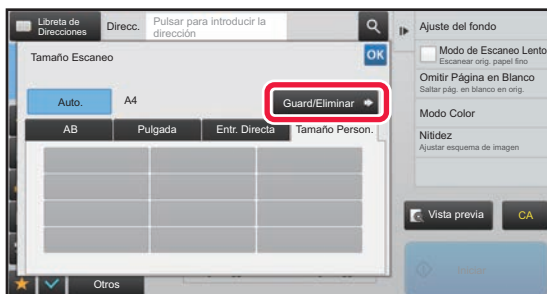 Libreta de
Direcciones
Direcc.
Pulsar para introducir la
dirección
Tamaño Escaneo
OK
Auto.
A4
Guard/Eliminar
AB
Pulgada
Entr. Directa
Tamaño Person.
Otros
Ajuste del fondo
Modo de Escaneo Lento
Escanear orig. papel fino
Omitir Página en Blanco
Saltar pág. en blanco en orig.
Modo Color
Nitidez
Ajustar esquema de imagen
Vista previa
CA